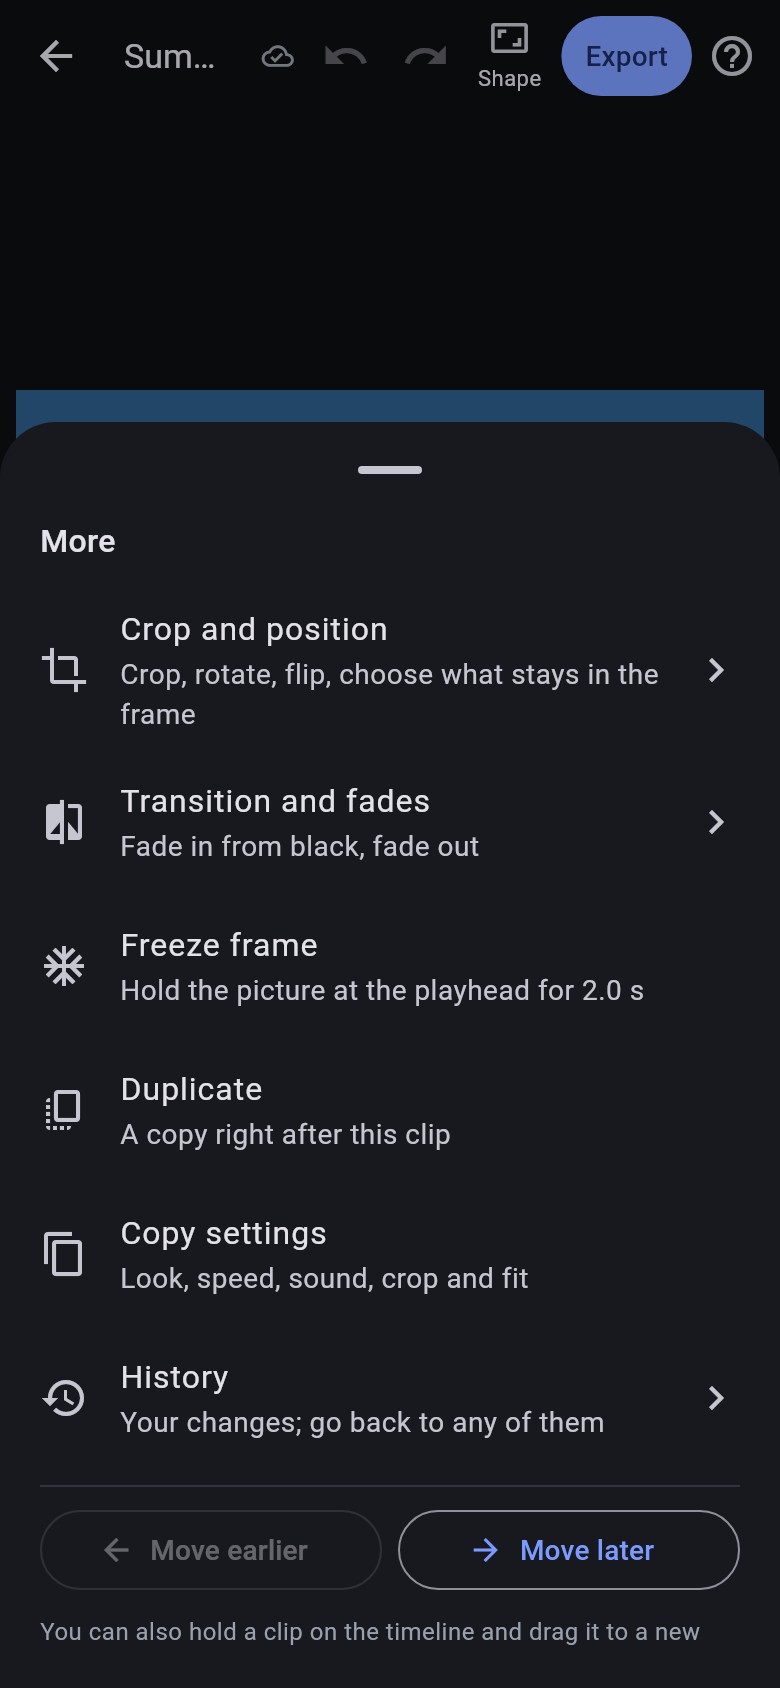 Sum...
Shape
Export
More
Crop and position
Crop, rotate, flip, choose what stays in the
frame
Transition and fades
Fade in from black, fade out
Freeze frame
Hold the picture at the playhead for 2.0 s
Duplicate
A copy right after this clip
Copy settings
Look, speed, sound, crop and fit
History
Your changes; go back to any of them
Move earlier
Move later
You can also hold a clip on the timeline and drag it to a new